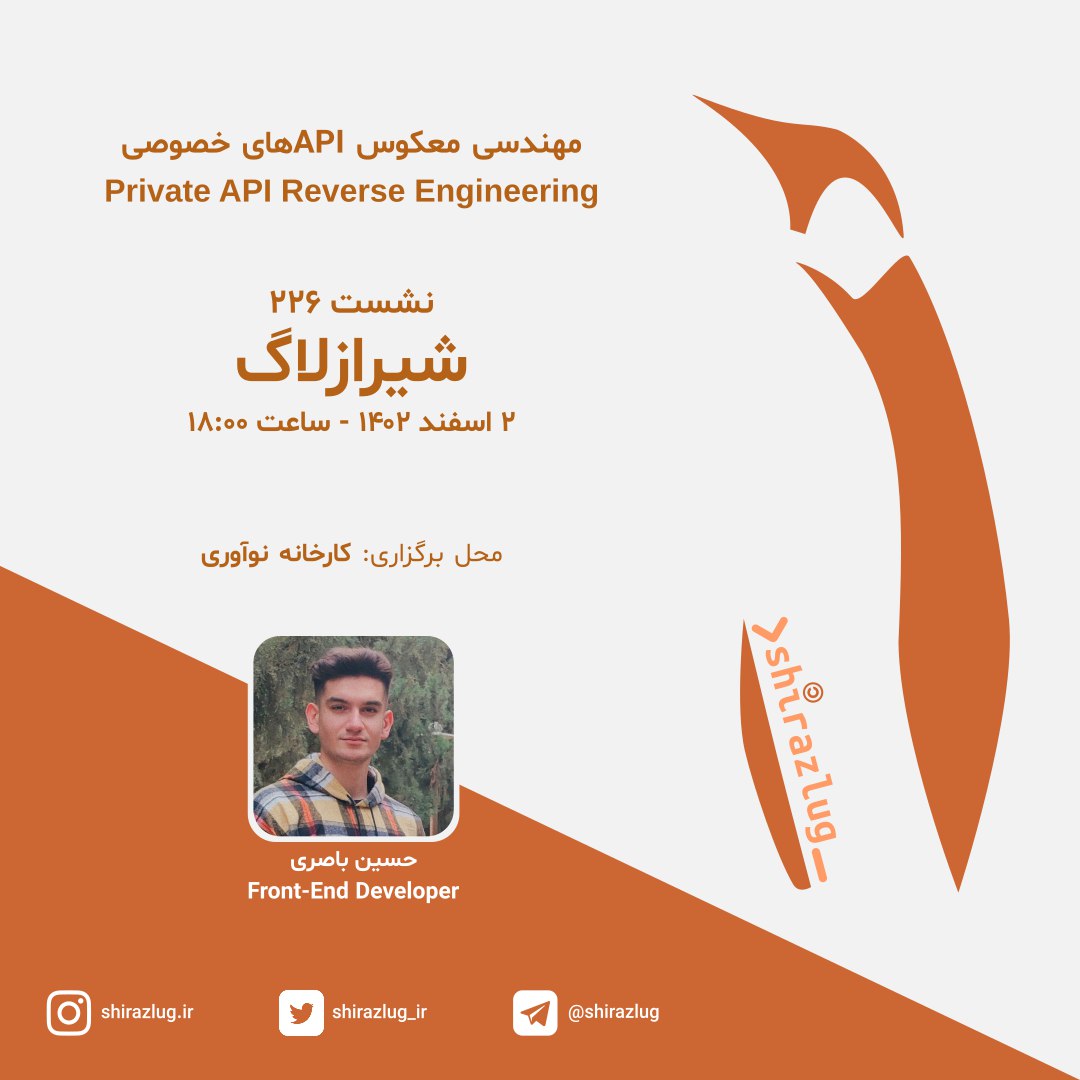 مهندسی معکوس APIهای خصوصی
Private API Reverse Engineering
نشست ۲۲۶
شیرازلاگ
۲ اسفند ۱۴۰۲ - ساعت ۱۸:۰۰
محل برگزاری: کارخانه نوآوری
حسین باصری
Front-End Developer
shirazlug.ir
shirazlug_ir
@shirazlug
>shirazlug_
©